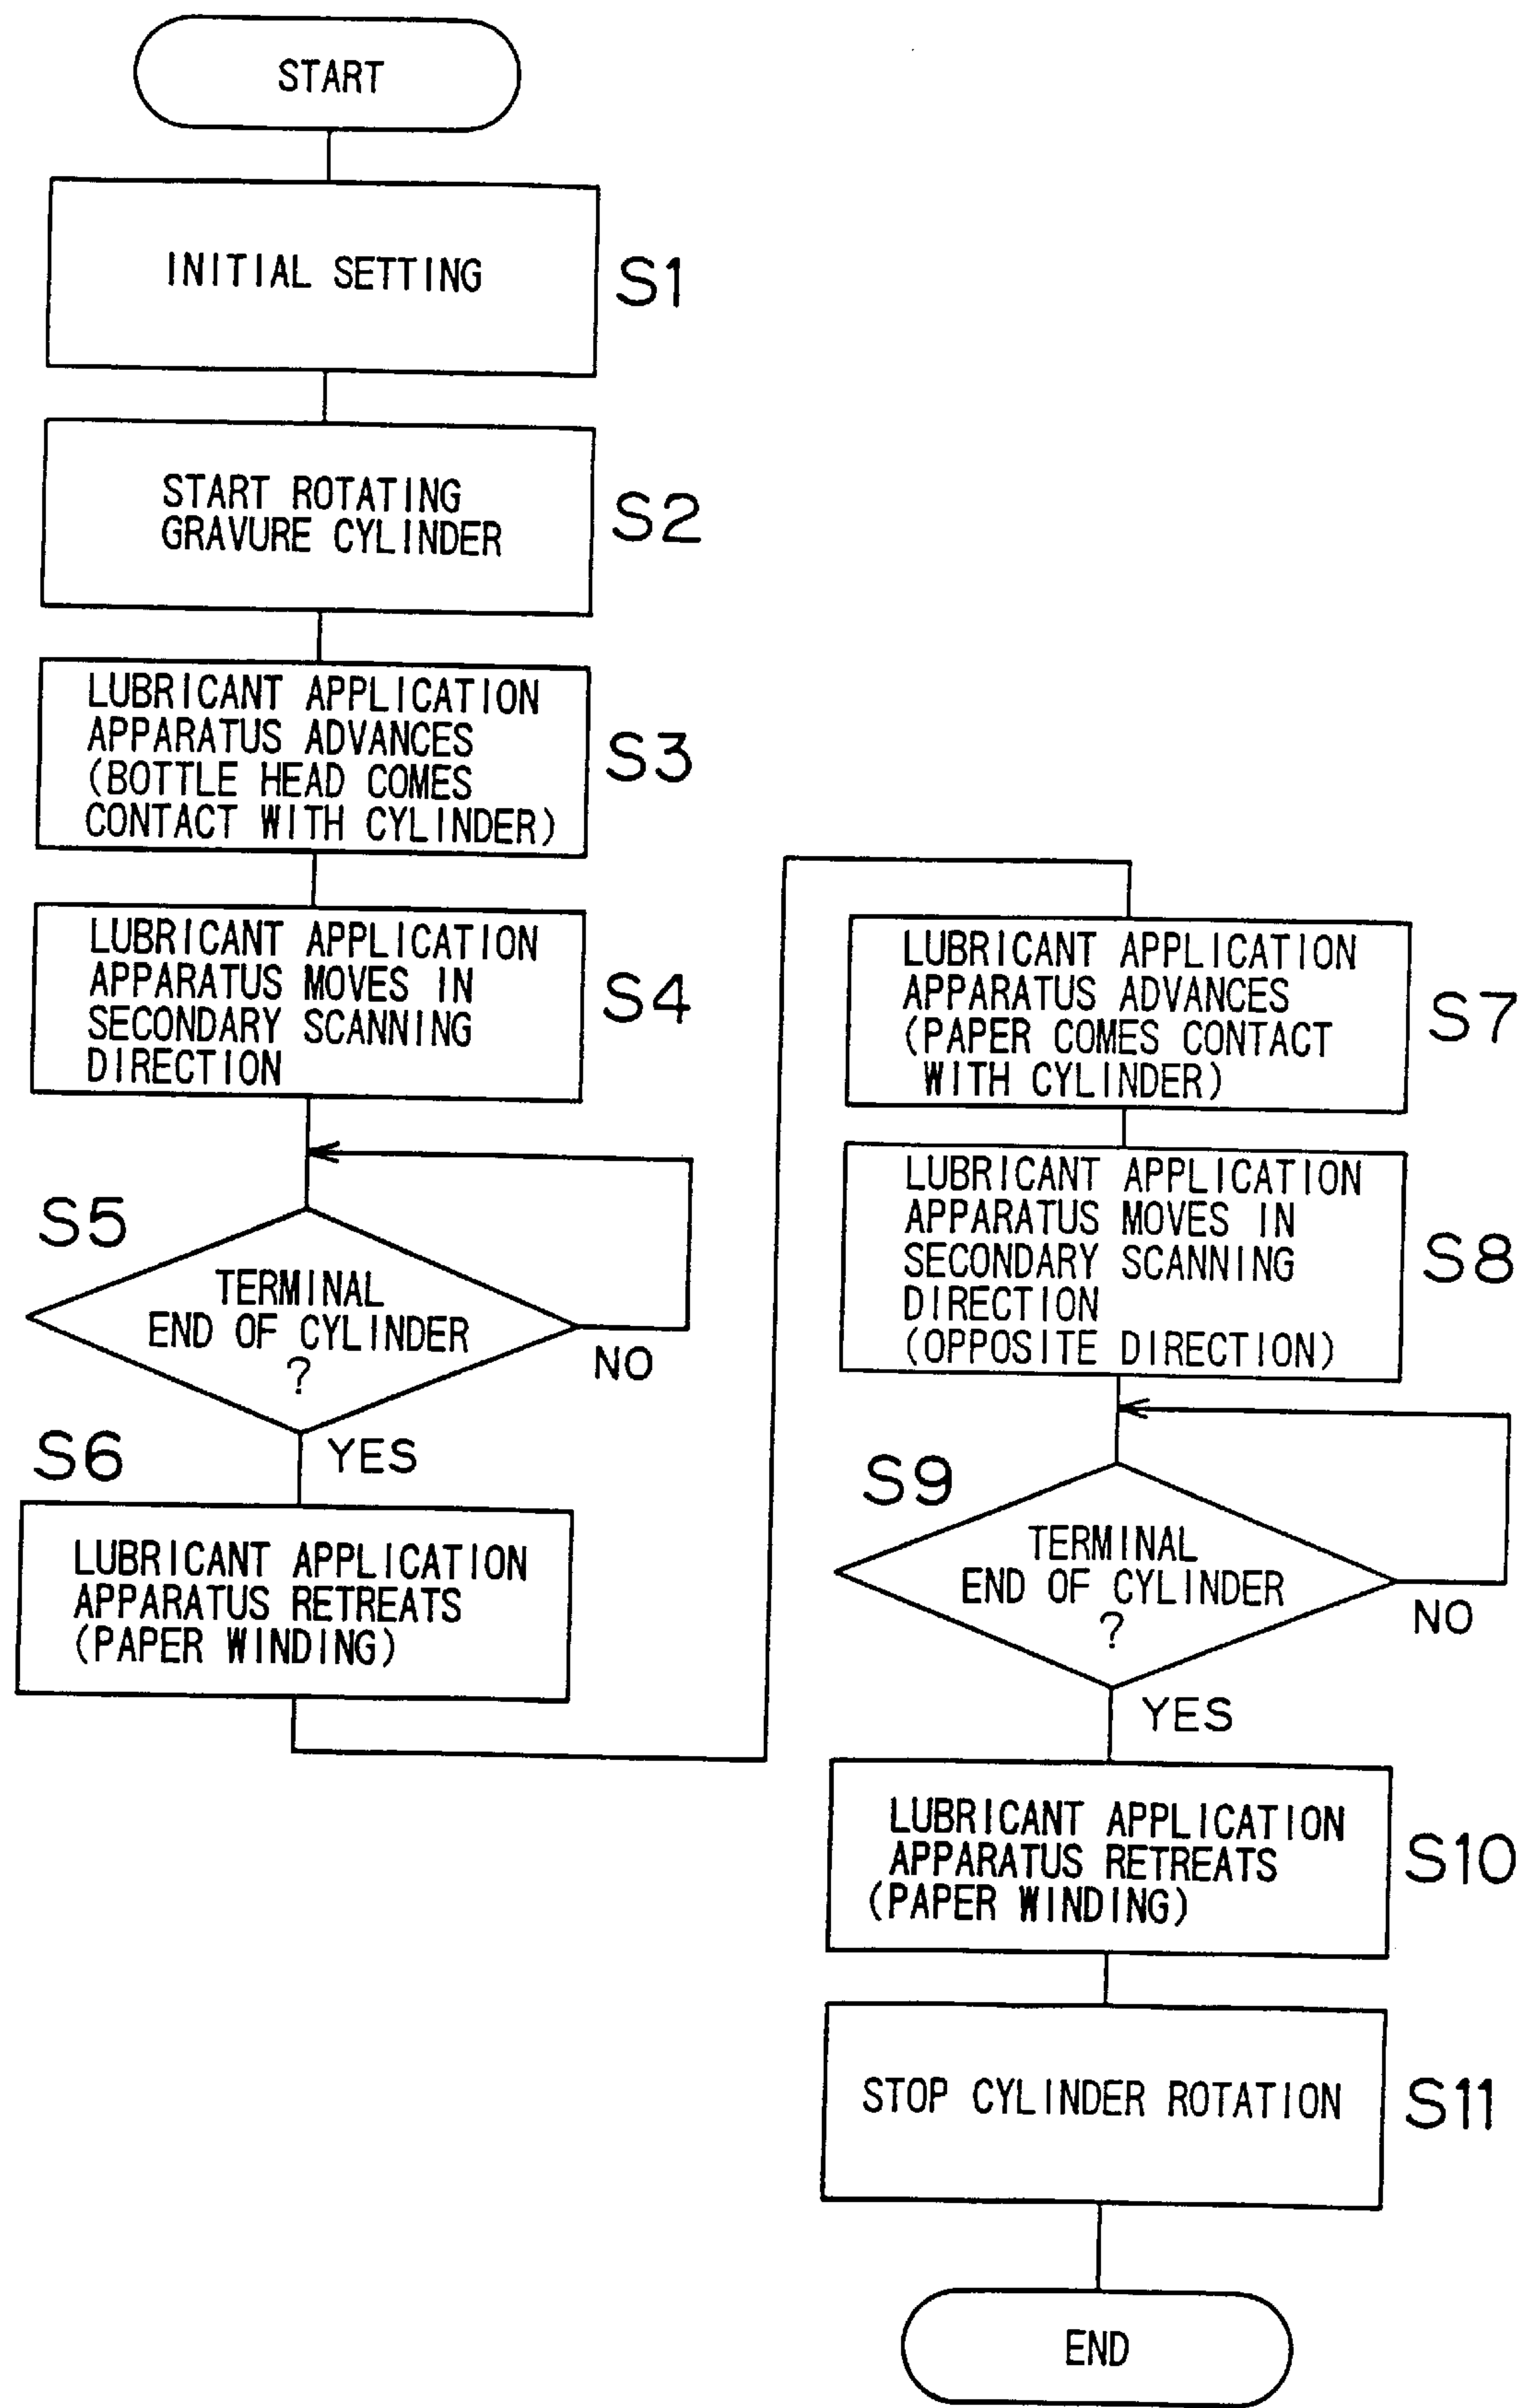 START
INITIAL SETTING
S1
START ROTATING
GRAVURE CYLINDER
S2
LUBRICANT APPLICATION
APPARATUS ADVANCES
(BOTTLE HEAD COMES
CONTACT WITH CYLINDER)
S3
LUBRICANT APPLICATION
APPARATUS MOVES IN
SECONDARY SCANNING
DIRECTION
S4
S5
TERMINAL
END OF CYLINDER
?
NO
YES
S6
LUBRICANT APPLICATION
APPARATUS RETREATS
(PAPER WINDING)
LUBRICANT APPLICATION
APPARATUS ADVANCES
(PAPER COMES CONTACT
WITH CYLINDER)
S7
LUBRICANT APPLICATION
APPARATUS MOVES IN
SECONDARY SCANNING
DIRECTION
(OPPOSITE DIRECTION)
S8
S9
TERMINAL
END OF CYLINDER
?
NO
YES
LUBRICANT APPLICATION
APPARATUS RETREATS
(PAPER WINDING)
S10
STOP CYLINDER ROTATION
S11
END